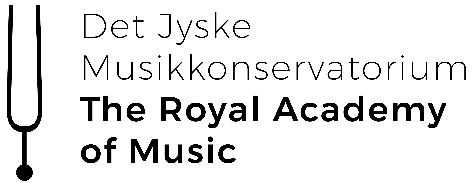 Det Jyske
Musikkonservatorium
The Royal Academy
of Music